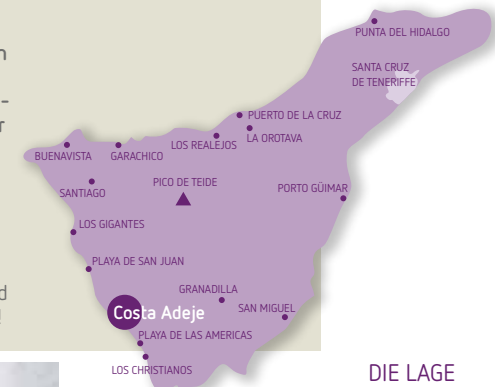 PUNTA DEL HIDALGO
SANTA CRUZ
DE TENERIFFE
PUERTO DE LA CRUZ
LA OROTAVA
LOS REALEJOS
BUENAVISTA
GARACHICO
PICO DE TEIDE
SANTIAGO
PORTO GÜIMAR
LOS GIGANTES
PLAYA DE SAN JUAN
GRANADILLA
SAN MIGUEL
Costa Adeje
PLAYA DE LAS AMERICAS
LOS CHRISTIANOS
DIE LAGE